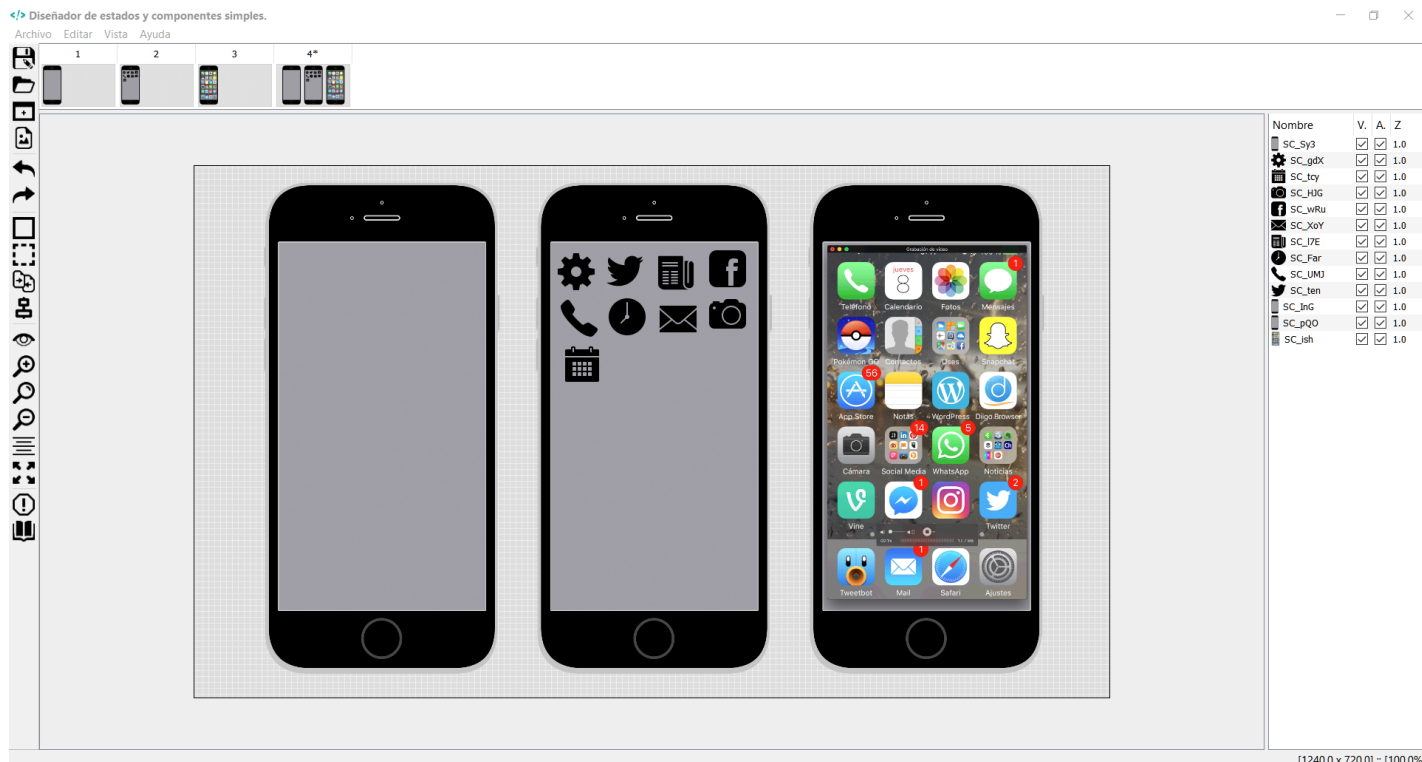 </> Diseñador de estados y componentes simples.
Archivo Editar Vista Ayuda
1 2 3 4*
Nombre V. A. Z
SC_Sy3 1.0
SC_gdX 1.0
SC_tcy 1.0
SC_HJG 1.0
SC_wRu 1.0
SC_XoY 1.0
SC_I7E 1.0
SC_Far 1.0
SC_UMJ 1.0
SC_ten 1.0
SC_InG 1.0
SC_pQO 1.0
SC_ish 1.0
Grabación de vídeo
1
jueves
8
Teléfono Calendario Fotos Mensajes
Pokémon GO Contactos Uses Snapchat
56
App Store Notas WordPress Diigo Browser
14 5
Cámara Social Media WhatsApp Noticias
1 2
Vine Twitter
1
Tweetbot Mail Safari Ajustes
[1240.0 x 720.0] - [100.0%